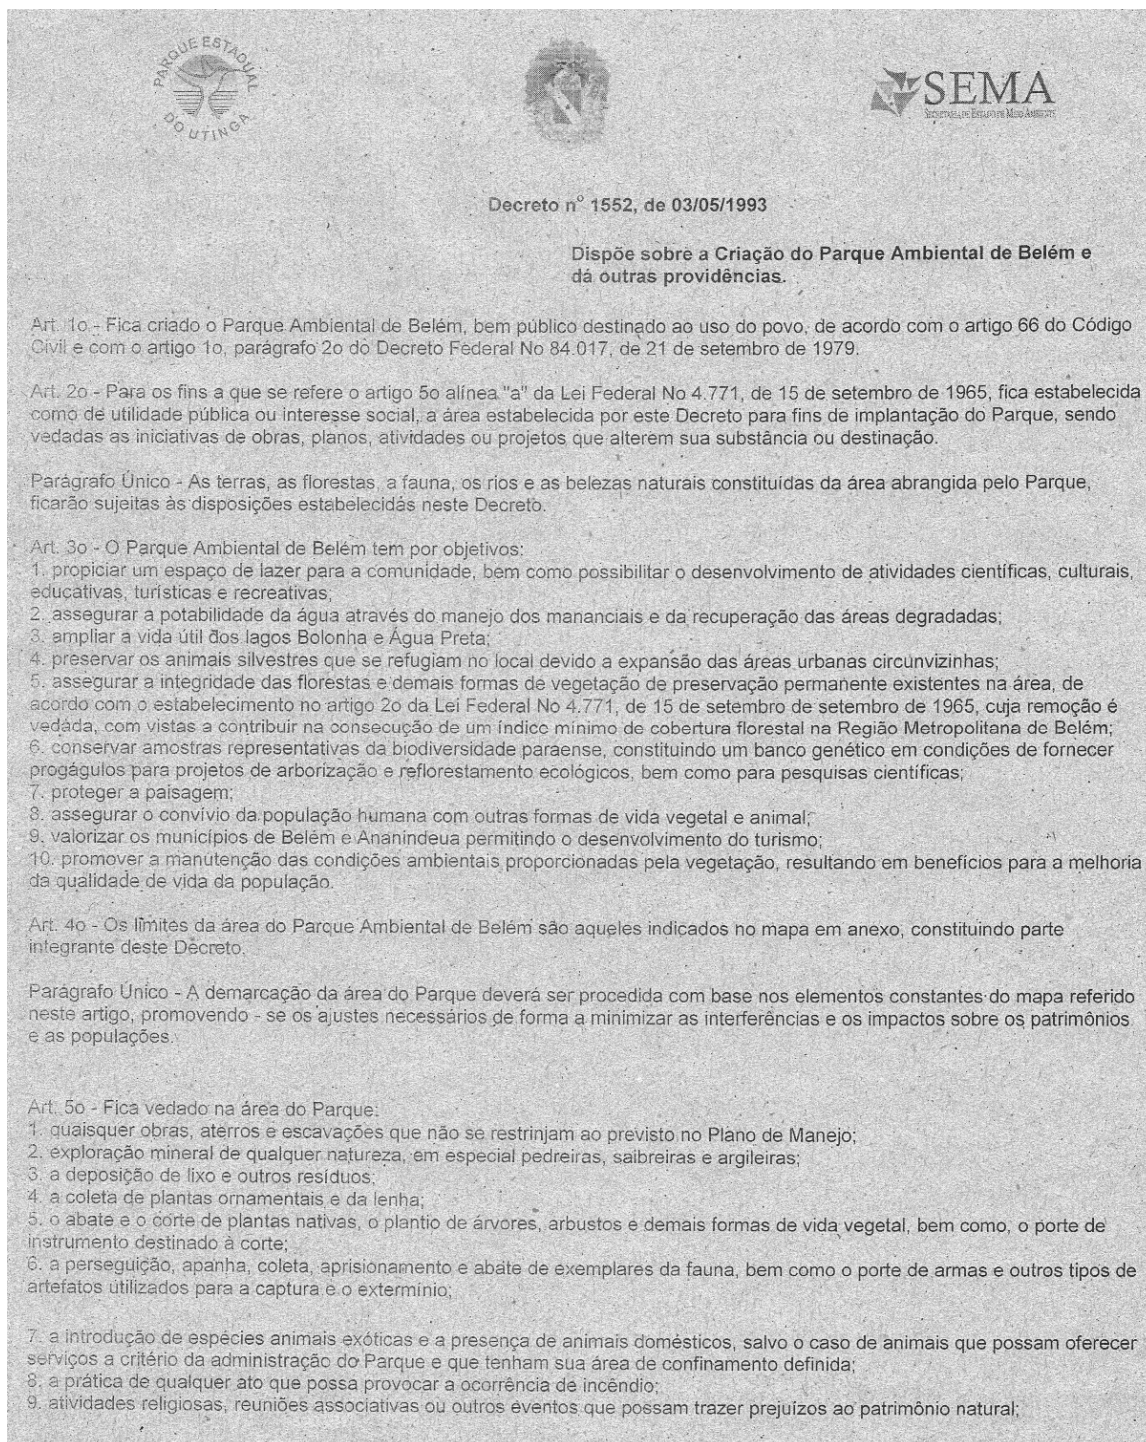 PARQUE ESTADUAL
DO UTINGA
SEMA
SECRETARIA DE ESTADO DE MEIO AMBIENTE
Decreto nº 1552, de 03/05/1993
Dispõe sobre a Criação do Parque Ambiental de Belém e
dá outras providências.
Art. 1o - Fica criado o Parque Ambiental de Belém, bem público destinado ao uso do povo, de acordo com o artigo 66 do Código
Civil e com o artigo 1o, parágrafo 2o do Decreto Federal No 84.017, de 21 de setembro de 1979.
Art. 2o - Para os fins a que se refere o artigo 5o alínea "a" da Lei Federal No 4.771, de 15 de setembro de 1965, fica estabelecida
como de utilidade pública ou interesse social, a área estabelecida por este Decreto para fins de implantação do Parque, sendo
vedadas as iniciativas de obras, planos, atividades ou projetos que alterem sua substância ou destinação.
Parágrafo Único - As terras, as florestas, a fauna, os rios e as belezas naturais constituídas da área abrangida pelo Parque,
ficarão sujeitas às disposições estabelecidas neste Decreto.
Art. 3o - O Parque Ambiental de Belém tem por objetivos:
1. propiciar um espaço de lazer para a comunidade, bem como possibilitar o desenvolvimento de atividades científicas, culturais,
educativas, turísticas e recreativas;
2. assegurar a potabilidade da água através do manejo dos mananciais e da recuperação das áreas degradadas;
3. ampliar a vida útil dos lagos Bolonha e Água Preta;
4. preservar os animais silvestres que se refugiam no local devido a expansão das áreas urbanas circunvizinhas;
5. assegurar a integridade das florestas e demais formas de vegetação de preservação permanente existentes na área, de
acordo com o estabelecimento no artigo 2o da Lei Federal No 4.771, de 15 de setembro de setembro de 1965, cuja remoção é
vedada, com vistas a contribuir na consecução de um índice mínimo de cobertura florestal na Região Metropolitana de Belém;
6. conservar amostras representativas da biodiversidade paraense, constituindo um banco genético em condições de fornecer
progágulos para projetos de arborização e reflorestamento ecológicos, bem como para pesquisas científicas;
7. proteger a paisagem;
8. assegurar o convívio da população humana com outras formas de vida vegetal e animal;
9. valorizar os municípios de Belém e Ananindeua permitindo o desenvolvimento do turismo;
10. promover a manutenção das condições ambientais proporcionadas pela vegetação, resultando em benefícios para a melhoria
da qualidade de vida da população.
Art. 4o - Os limites da área do Parque Ambiental de Belém são aqueles indicados no mapa em anexo, constituindo parte
integrante deste Decreto.
Parágrafo Único - A demarcação da área do Parque deverá ser procedida com base nos elementos constantes do mapa referido
neste artigo, promovendo - se os ajustes necessários de forma a minimizar as interferências e os impactos sobre os patrimônios
e as populações.
Art. 5o - Fica vedado na área do Parque:
1. quaisquer obras, aterros e escavações que não se restrinjam ao previsto no Plano de Manejo;
2. exploração mineral de qualquer natureza, em especial pedreiras, saibreiras e argileiras;
3. a deposição de lixo e outros resíduos;
4. a coleta de plantas ornamentais e da lenha;
5. o abate e o corte de plantas nativas, o plantio de árvores, arbustos e demais formas de vida vegetal, bem como, o porte de
instrumento destinado à corte;
6. a perseguição, apanha, coleta, aprisionamento e abate de exemplares da fauna, bem como o porte de armas e outros tipos de
artefatos utilizados para a captura e o extermínio;
7. a introdução de espécies animais exóticas e a presença de animais domésticos, salvo o caso de animais que possam oferecer
serviços a critério da administração do Parque e que tenham sua área de confinamento definida;
8. a prática de qualquer ato que possa provocar a ocorrência de incêndio;
9. atividades religiosas, reuniões associativas ou outros eventos que possam trazer prejuízos ao patrimônio natural;